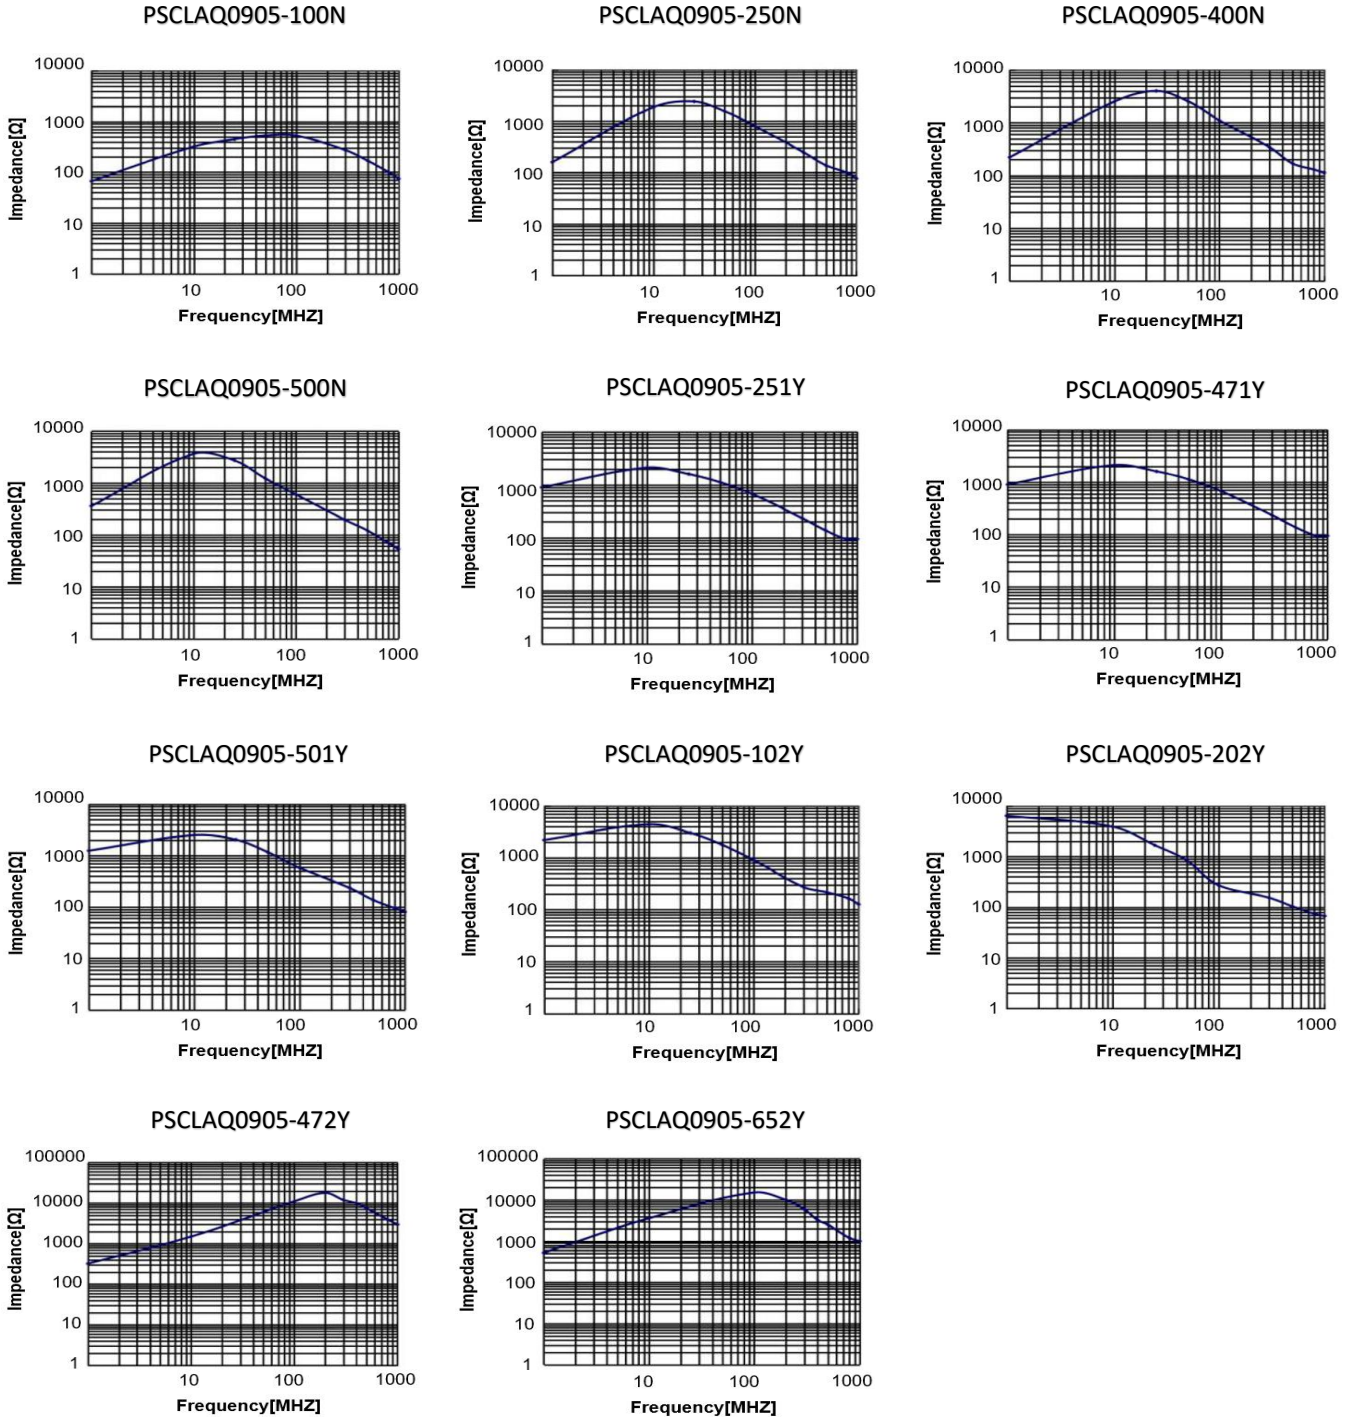 PSCLAQ0905-100N
10000
1000
100
10
1
Impedance[Ω]
10 100 1000
Frequency[MHZ]
PSCLAQ0905-250N
10000
1000
100
10
1
Impedance[Ω]
10 100 1000
Frequency[MHZ]
PSCLAQ0905-400N
10000
1000
100
10
1
Impedance[Ω]
10 100 1000
Frequency[MHZ]
PSCLAQ0905-500N
10000
1000
100
10
1
Impedance[Ω]
10 100 1000
Frequency[MHZ]
PSCLAQ0905-251Y
10000
1000
100
10
1
Impedance[Ω]
10 100 1000
Frequency[MHZ]
PSCLAQ0905-471Y
10000
1000
100
10
1
Impedance[Ω]
10 100 1000
Frequency[MHZ]
PSCLAQ0905-501Y
10000
1000
100
10
1
Impedance[Ω]
10 100 1000
Frequency[MHZ]
PSCLAQ0905-102Y
10000
1000
100
10
1
Impedance[Ω]
10 100 1000
Frequency[MHZ]
PSCLAQ0905-202Y
10000
1000
100
10
1
Impedance[Ω]
10 100 1000
Frequency[MHZ]
PSCLAQ0905-472Y
100000
10000
1000
100
10
1
Impedance[Ω]
10 100 1000
Frequency[MHZ]
PSCLAQ0905-652Y
100000
10000
1000
100
10
1
Impedance[Ω]
10 100 1000
Frequency[MHZ]